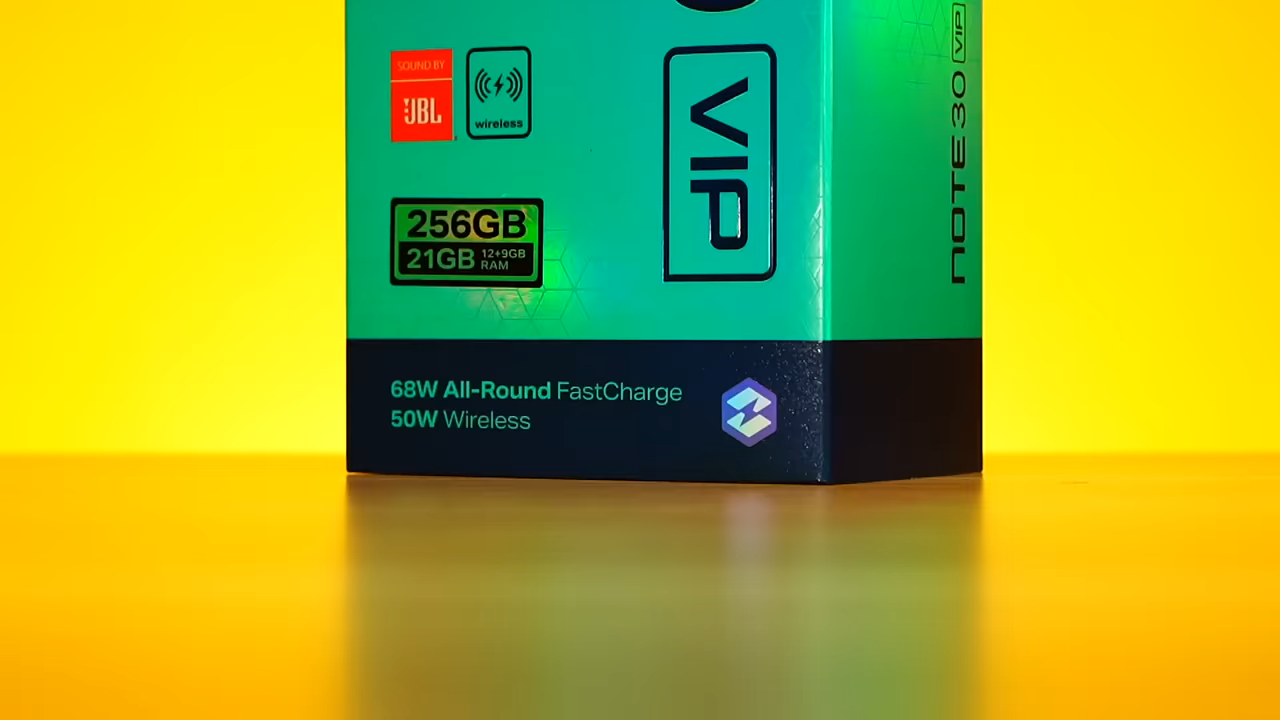 SOUND BY
JBL
wireless
VIP
256GB
21GB 12+9GB RAM
68W All-Round FastCharge
50W Wireless
NOTE 30 VIP